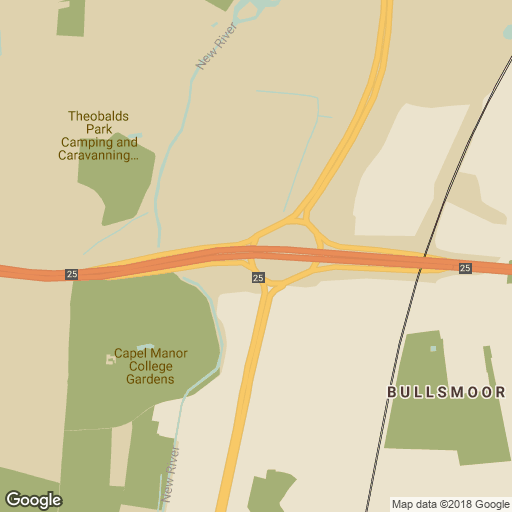 New River
Theobalds
Park
Camping and
Caravanning...
25
25
25
Capel Manor
College
Gardens
BULLSMOOR
New River
Google
Map data ©2018 Google